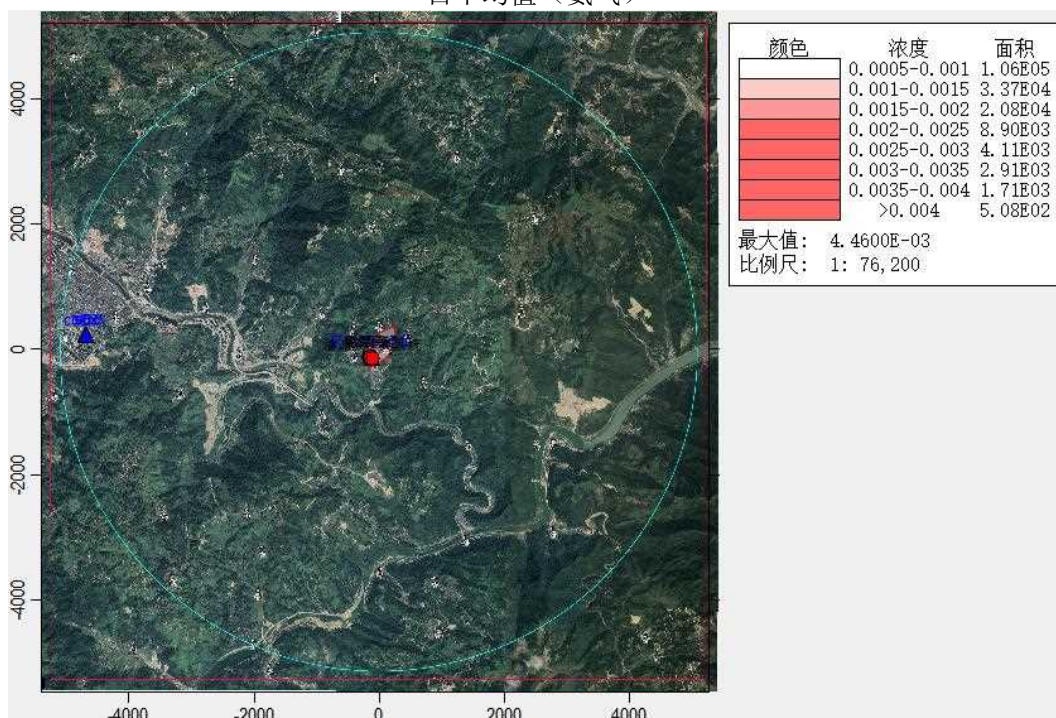 日平均值（氨气）
颜色 浓度 面积
0.0005-0.001 1.06E05
0.001-0.0015 3.37E04
0.0015-0.002 2.08E04
0.002-0.0025 8.90E03
0.0025-0.003 4.11E03
0.003-0.0035 2.91E03
0.0035-0.004 1.71E03
>0.004 5.08E02
最大值: 4.4600E-03
比例尺: 1: 76,200
4000
2000
0
-2000
-4000
-4000 -2000 0 2000 4000